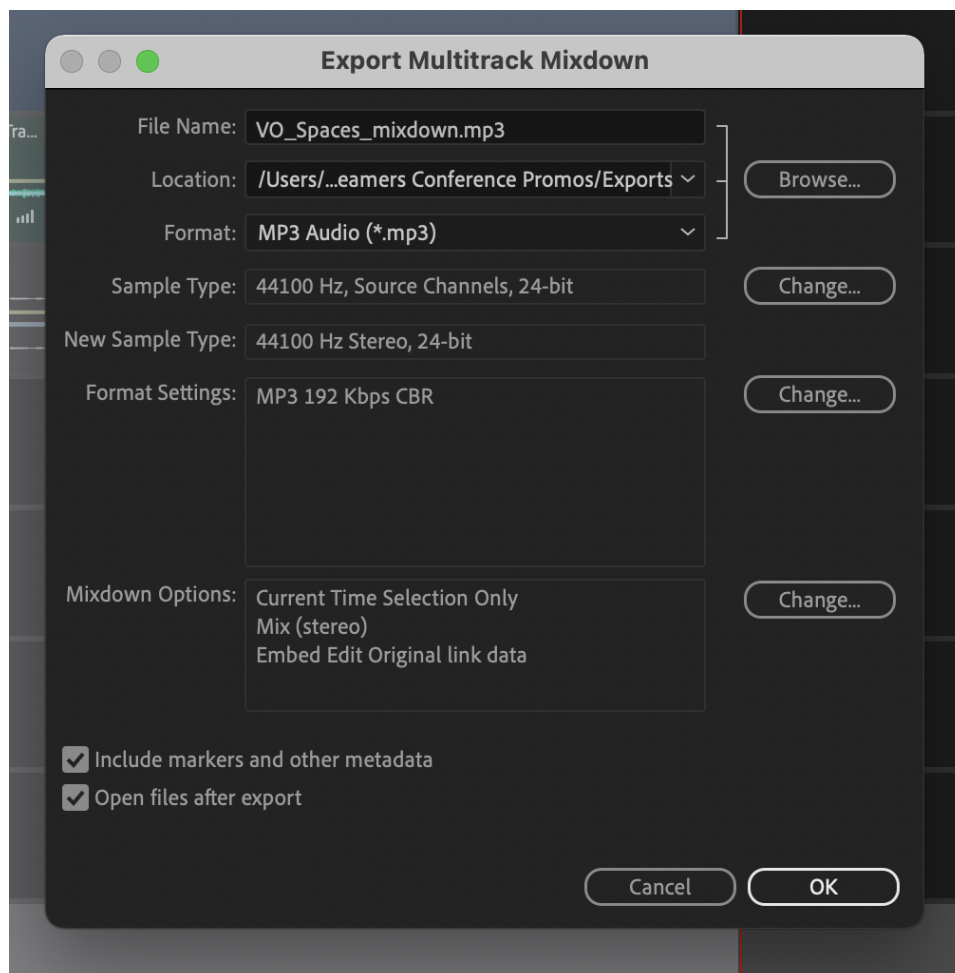 Export Multitrack Mixdown
Tra...
File Name: VO_Spaces_mixdown.mp3
Location: /Users/...eamers Conference Promos/Exports Browse...
Format: MP3 Audio (*.mp3)
Sample Type: 44100 Hz, Source Channels, 24-bit Change...
New Sample Type: 44100 Hz Stereo, 24-bit
Format Settings: MP3 192 Kbps CBR Change...
Mixdown Options: Current Time Selection Only Change...
Mix (stereo)
Embed Edit Original link data
Include markers and other metadata
Open files after export
Cancel OK